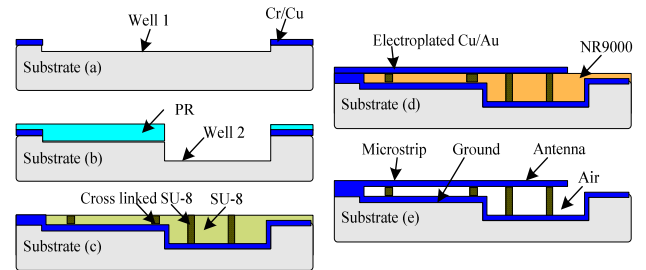 Well 1
Cr/Cu
Substrate (a)
PR
Well 2
Substrate (b)
Cross linked SU-8
SU-8
Substrate (c)
Electroplated Cu/Au
NR9000
Substrate (d)
Microstrip
Ground
Antenna
Air
Substrate (e)